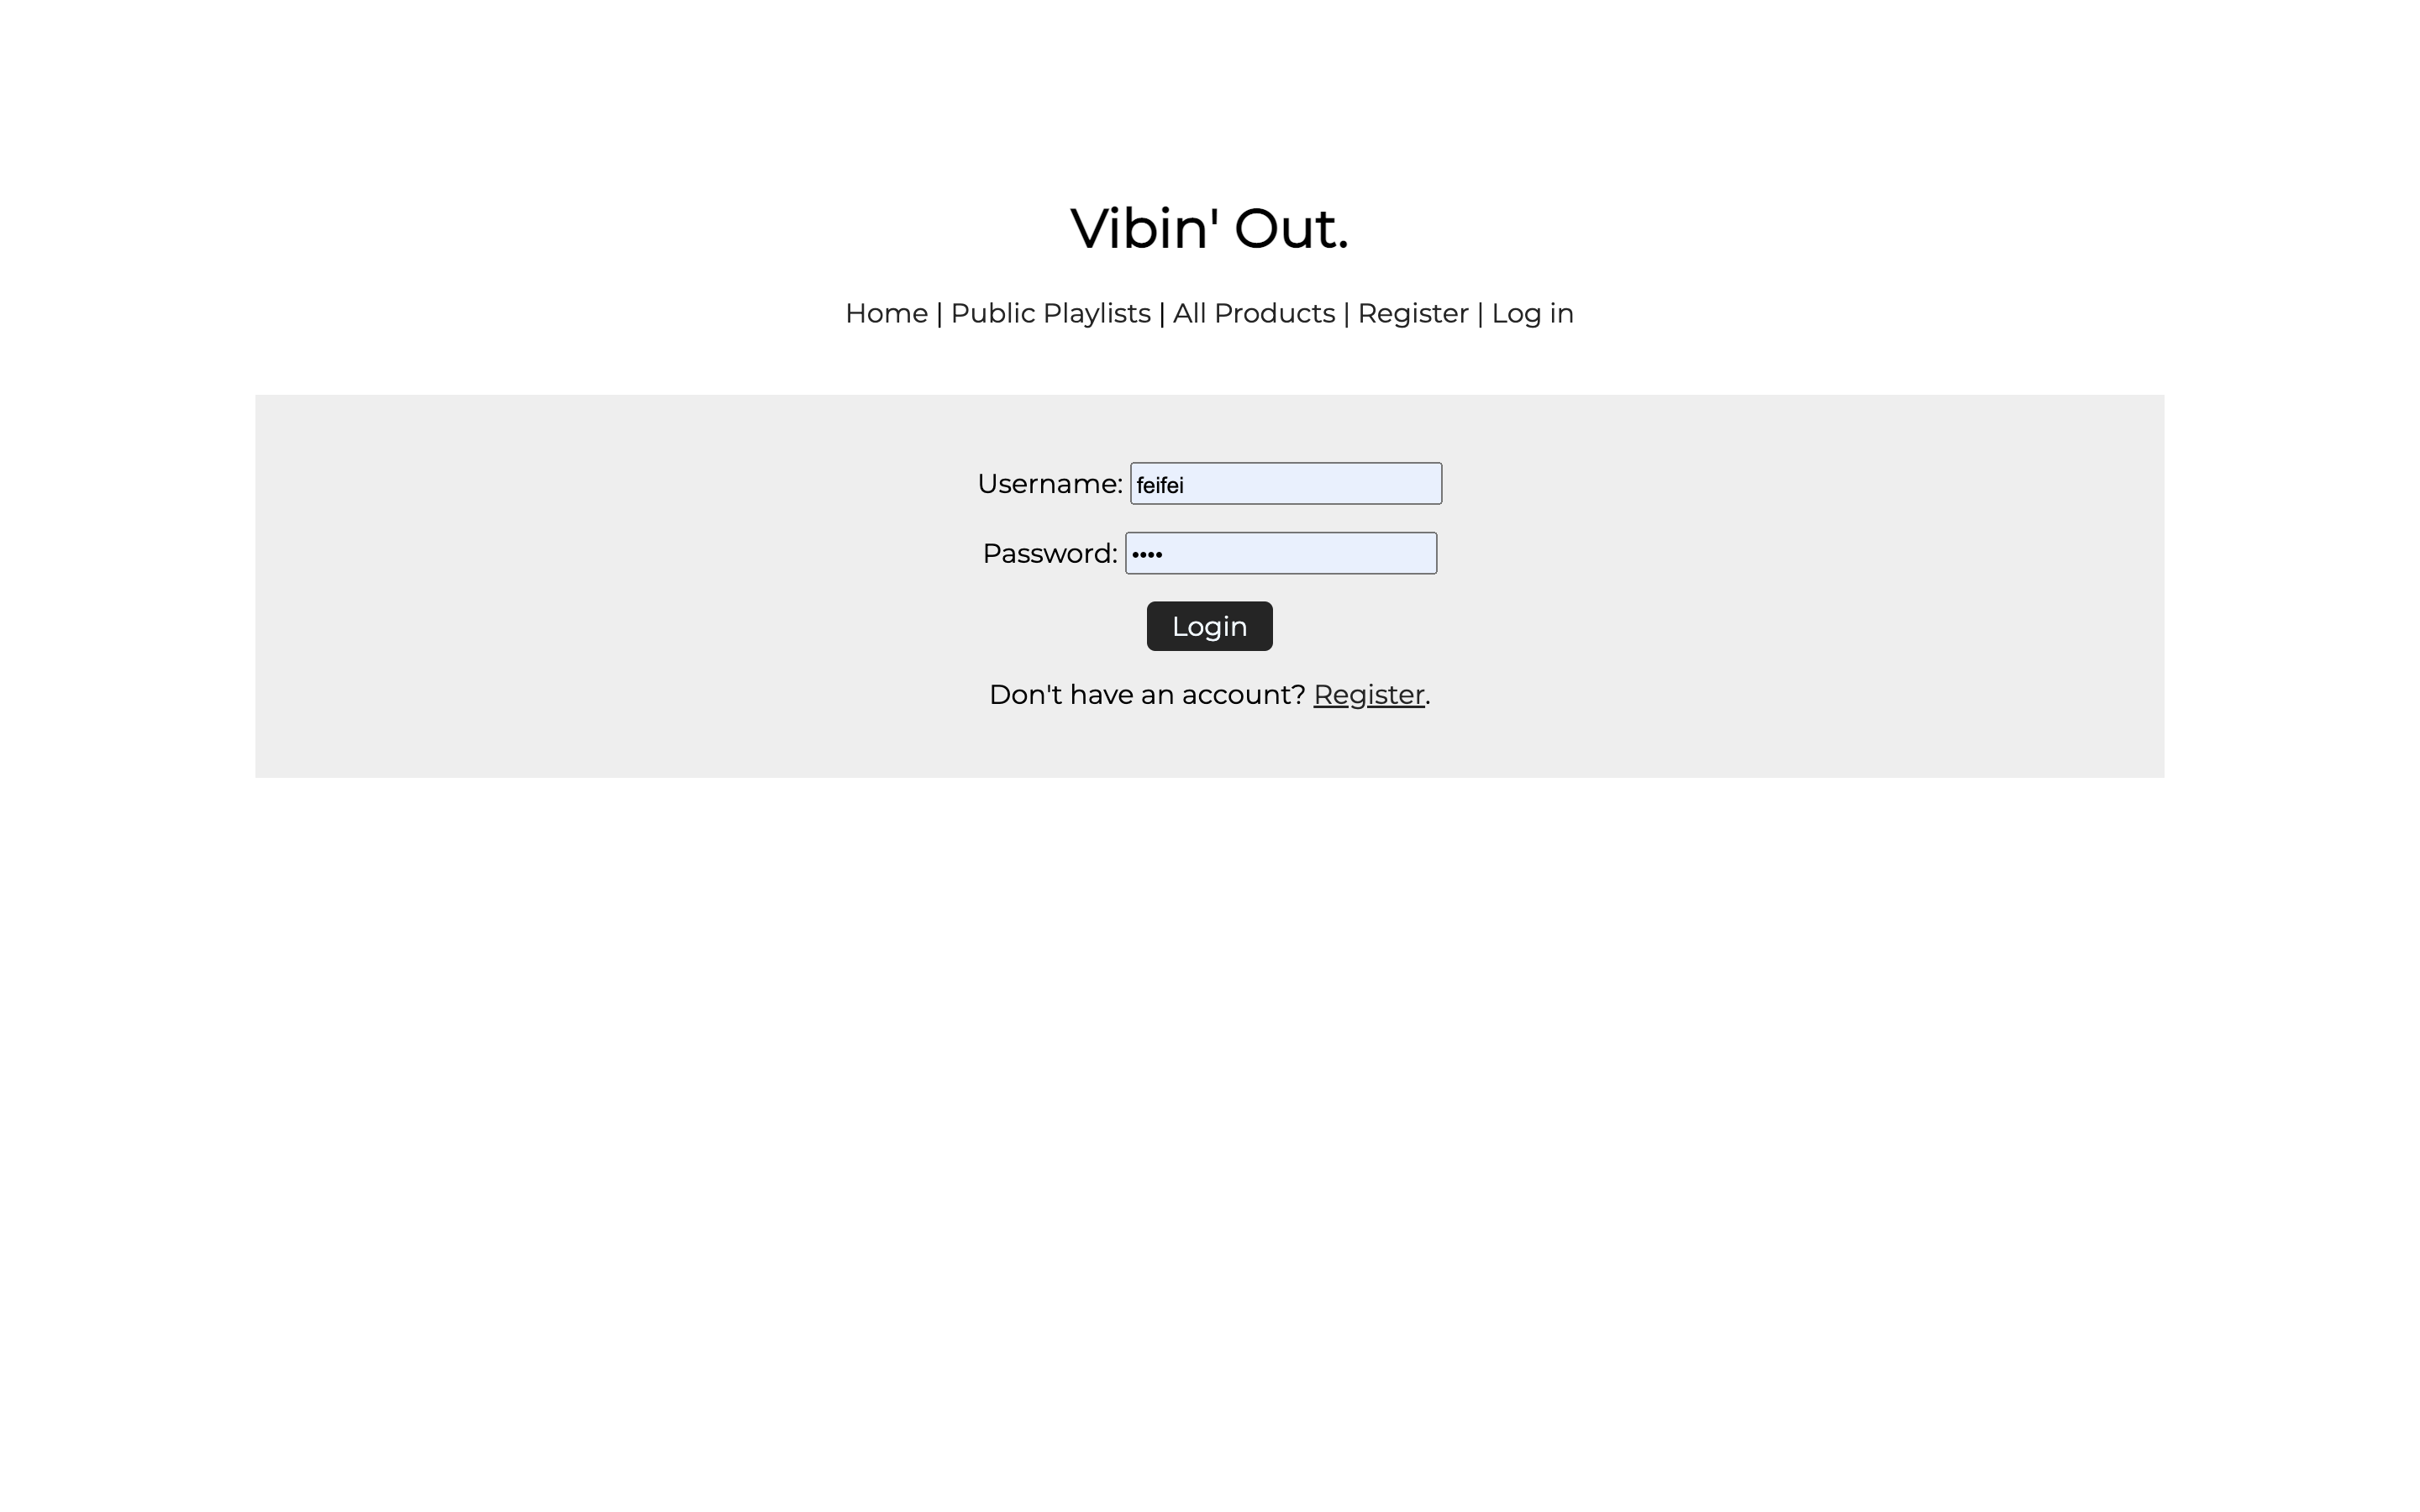 Vibin' Out.
Home | Public Playlists | All Products | Register | Log in
Username: feifei
Password: ••••
Login
Don't have an account? Register.